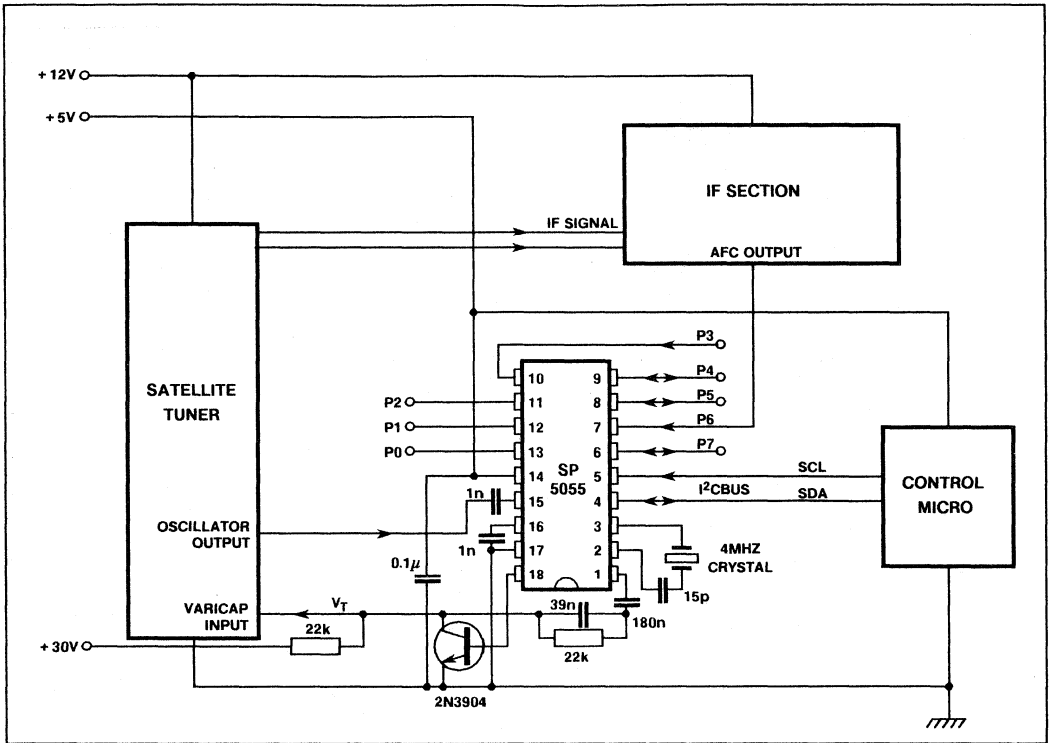 + 12V
+ 5V
IF SECTION
IF SIGNAL
AFC OUTPUT
SATELLITE
TUNER
OSCILLATOR
OUTPUT
VARICAP
INPUT
+ 30V
22k
VT
0.1μ
1n
1n
2N3904
P2
P1
P0
10
11
12
13
14
15
16
17
18
SP
5055
9
8
7
6
5
4
3
2
1
P3
P4
P5
P6
P7
SCL
I²CBUS
SDA
4MHZ
CRYSTAL
15p
39n
180n
22k
CONTROL
MICRO